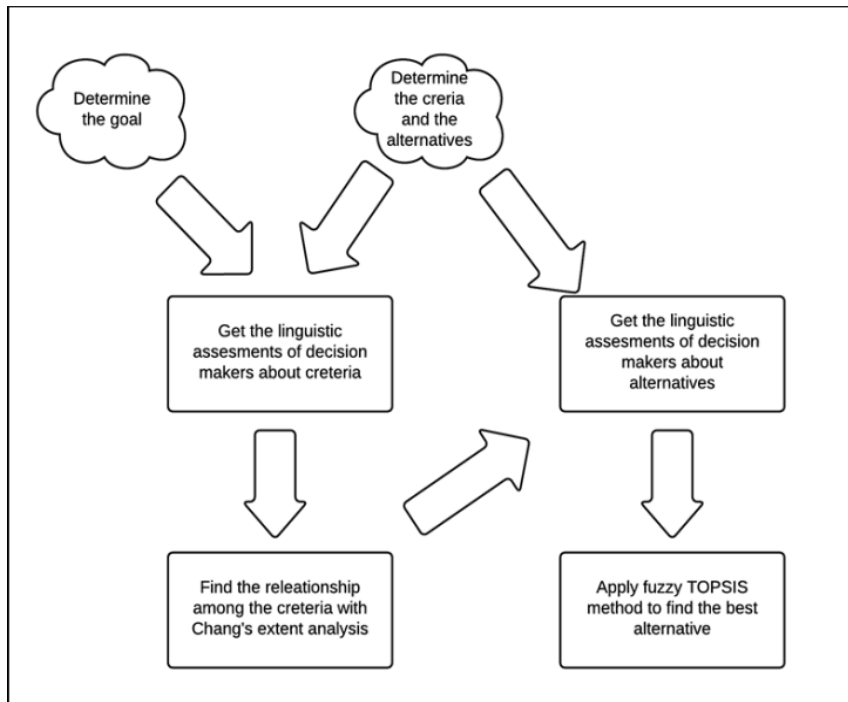 Determine
the goal
Determine
the creria
and the
alternatives
Get the linguistic
assesments of decision
makers about creteria
Get the linguistic
assesments of decision
makers about
alternatives
Find the releationship
among the creteria with
Chang's extent analysis
Apply fuzzy TOPSIS
method to find the best
alternative